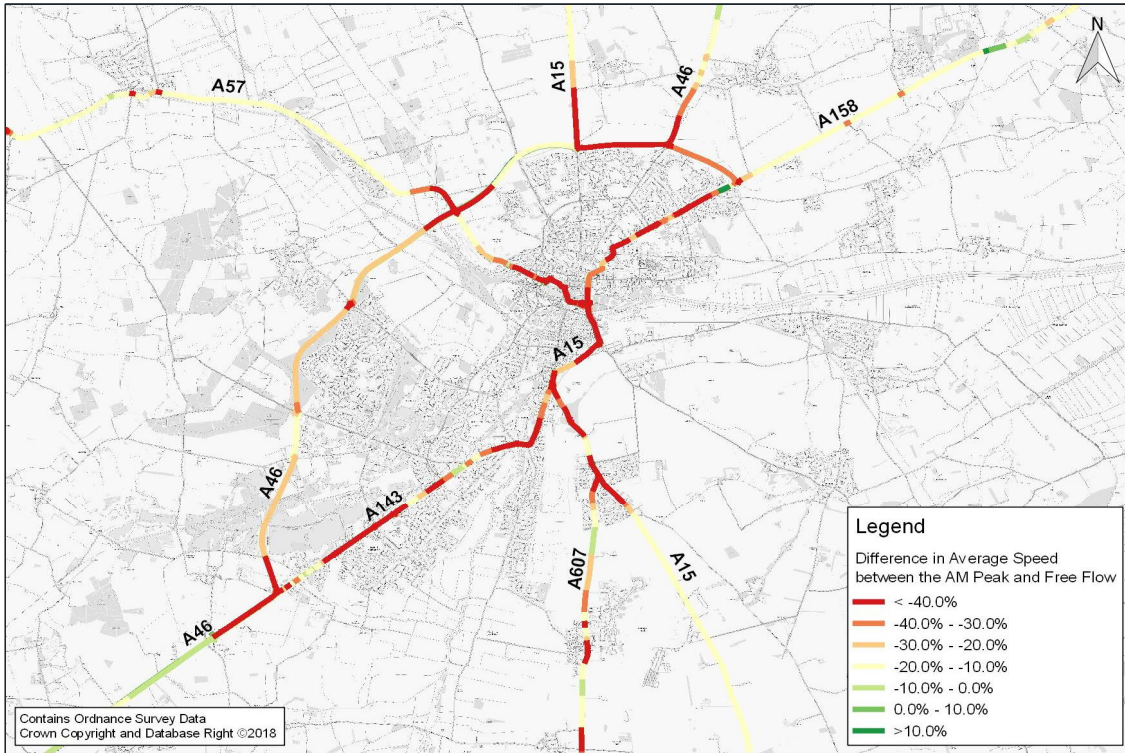 N
A57
A15
A46
A158
A15
A46
A143
A607
A15
A46
Legend
Difference in Average Speed
between the AM Peak and Free Flow
< -40.0%
-40.0% - -30.0%
-30.0% - -20.0%
-20.0% - -10.0%
-10.0% - 0.0%
0.0% - 10.0%
>10.0%
Contains Ordnance Survey Data
Crown Copyright and Database Right ©2018